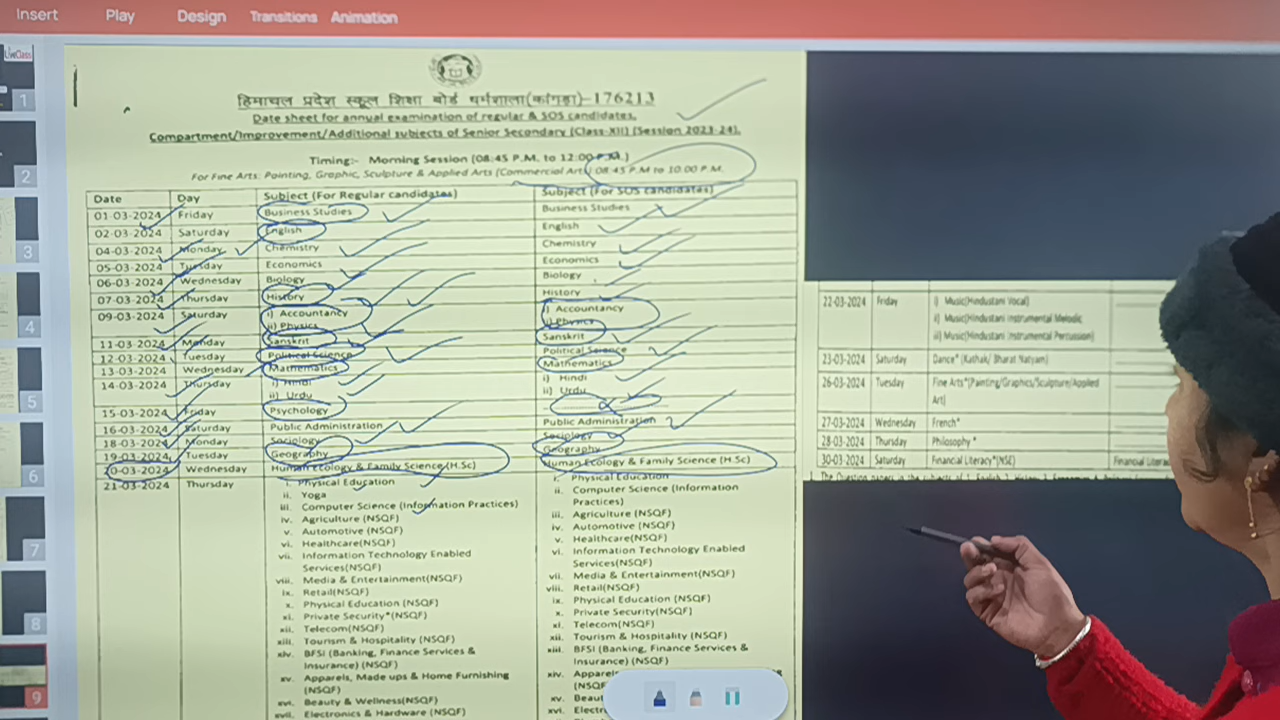 Insert Play Design Transitions Animation
LiveClass
1
2
3
4
5
6
7
8
9
हिमाचल प्रदेश स्कूल शिक्षा बोर्ड धर्मशाला(कांगड़ा)-176213
Date sheet for annual examination of regular & SOS candidates,
Compartment/Improvement/Additional subjects of Senior Secondary (Class-XII) (Session 2023-24).
Timing:- Morning Session (08:45 P.M. to 12:00 P.M.)
For Fine Arts: Painting, Graphic, Sculpture & Applied Arts (Commercial Art) 08:45 P.M to 10.00 P.M.
Date Day Subject (For Regular candidates) Subject (For SOS candidates)
01-03-2024 Friday Business Studies Business Studies
02-03-2024 Saturday English English
04-03-2024 Monday Chemistry Chemistry
05-03-2024 Tuesday Economics Economics
06-03-2024 Wednesday Biology Biology
07-03-2024 Thursday History History
09-03-2024 Saturday i) Accountancy i) Accountancy
ii) Physics ii) Physics
11-03-2024 Monday Sanskrit Sanskrit
12-03-2024 Tuesday Political Science Political Science
13-03-2024 Wednesday Mathematics Mathematics
14-03-2024 Thursday i) Hindi i) Hindi
ii) Urdu ii) Urdu
15-03-2024 Friday Psychology
16-03-2024 Saturday Public Administration Public Administration
18-03-2024 Monday Sociology Sociology
19-03-2024 Tuesday Geography Geography
0-03-2024 Wednesday Human Ecology & Family Science (H.Sc) Human Ecology & Family Science (H.Sc)
21-03-2024 Thursday i. Physical Education i. Physical Education
ii. Yoga ii. Computer Science (Information Practices)
iii. Computer Science (Information Practices) iii. Agriculture (NSQF)
iv. Agriculture (NSQF) iv. Automotive (NSQF)
v. Automotive (NSQF) v. Healthcare(NSQF)
vi. Healthcare(NSQF) vi. Information Technology Enabled Services(NSQF)
vii. Information Technology Enabled Services(NSQF) vii. Media & Entertainment(NSQF)
viii. Media & Entertainment(NSQF) viii. Retail(NSQF)
ix. Retail(NSQF) ix. Physical Education (NSQF)
x. Physical Education (NSQF) x. Private Security(NSQF)
xi. Private Security*(NSQF) xi. Telecom(NSQF)
xii. Telecom(NSQF) xii. Tourism & Hospitality (NSQF)
xiii. Tourism & Hospitality (NSQF) xiii. BFSI (Banking, Finance Services & Insurance) (NSQF)
xiv. BFSI (Banking, Finance Services & Insurance) (NSQF)
xv. Apparels, Made ups & Home Furnishing (NSQF) xiv.
xvi. Beauty & Wellness(NSQF) xv.
xvii. Electronics & Hardware (NSQF) xvi.
22-03-2024 Friday i) Music(Hindustani Vocal)
ii) Music(Hindustani Instrumental Melodic
iii) Music(Hindustani Instrumental Percussion)
23-03-2024 Saturday Dance* (Kathak/ Bharat Natyam)
26-03-2024 Tuesday Fine Arts*(Painting/Graphics/Sculpture/Applied
Art)
27-03-2024 Wednesday French*
28-03-2024 Thursday Philosophy *
30-03-2024 Saturday Financial Literacy*(NSE) Financial